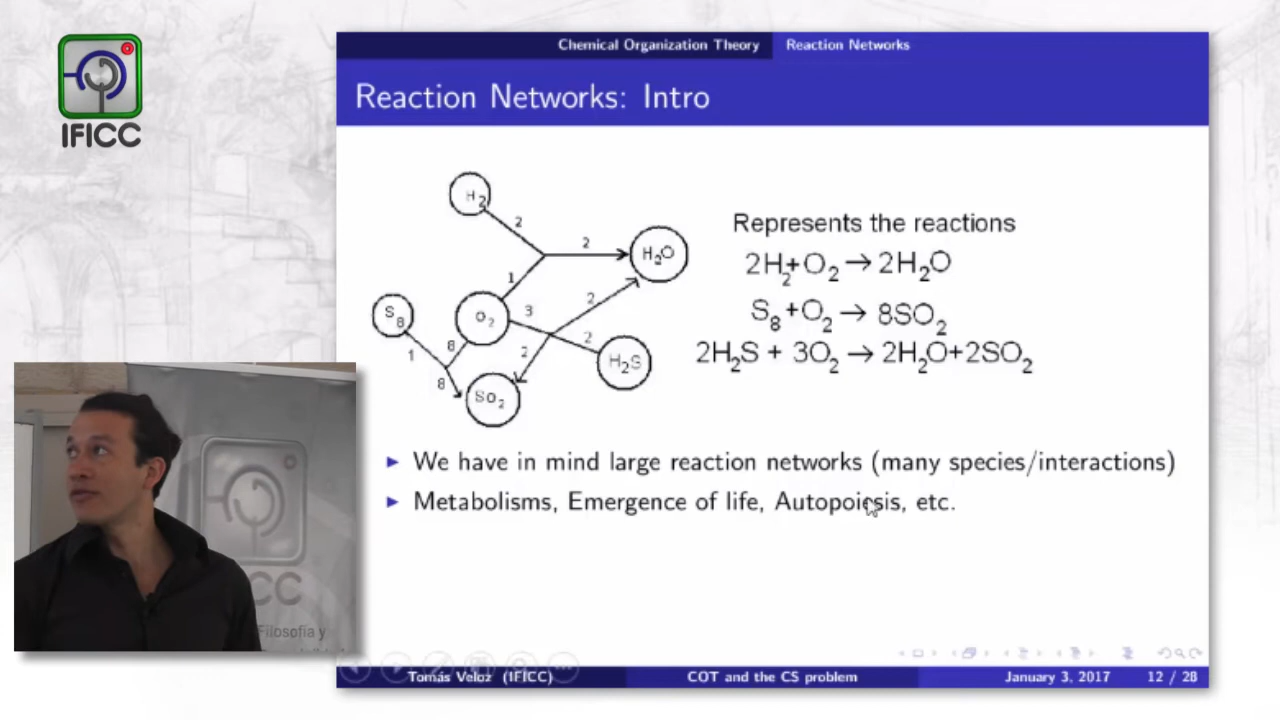 IFICC
Chemical Organization Theory Reaction Networks
Reaction Networks: Intro
H₂
2
2
H₂O
1
S₈
O₂
3
2
8
2
2
1
H₂S
8
So₂
Represents the reactions
2H₂+O₂→2H₂O
S₈+O₂→ 8SO₂
2H₂S + 3O₂→2H₂O+2SO₂
▶ We have in mind large reaction networks (many species/interactions)
▶ Metabolisms, Emergence of life, Autopoiesis, etc.
CC
Filosofía y
Tomás Veloz (IFICC) COT and the CS problem January 3, 2017 12 / 28